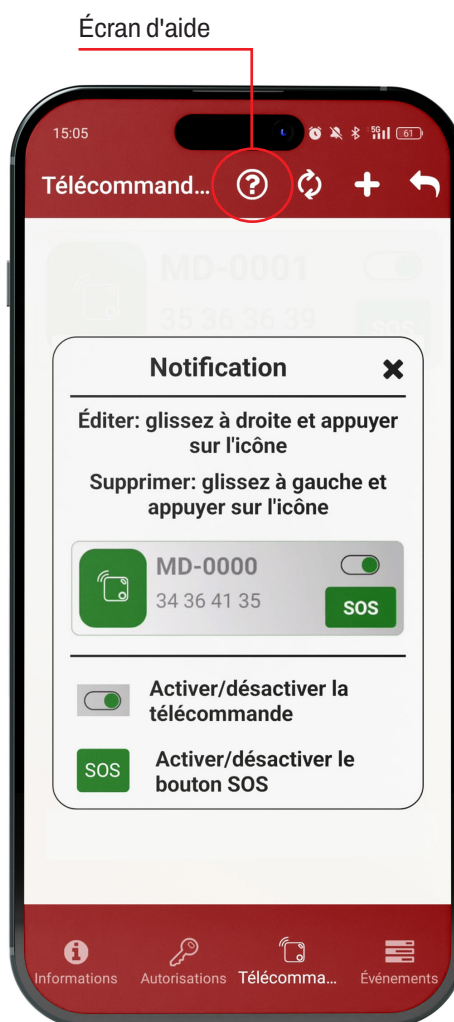 Écran d'aide
15:05
5G
61
Télécommand...
?
MD-0001
35 36 36 39
SOS
Notification
Éditer: glissez à droite et appuyer
sur l'icône
Supprimer: glissez à gauche et
appuyer sur l'icône
MD-0000
34 36 41 35
SOS
Activer/désactiver la
télécommande
SOS
Activer/désactiver le
bouton SOS
Informations
Autorisations
Télécomma...
Événements